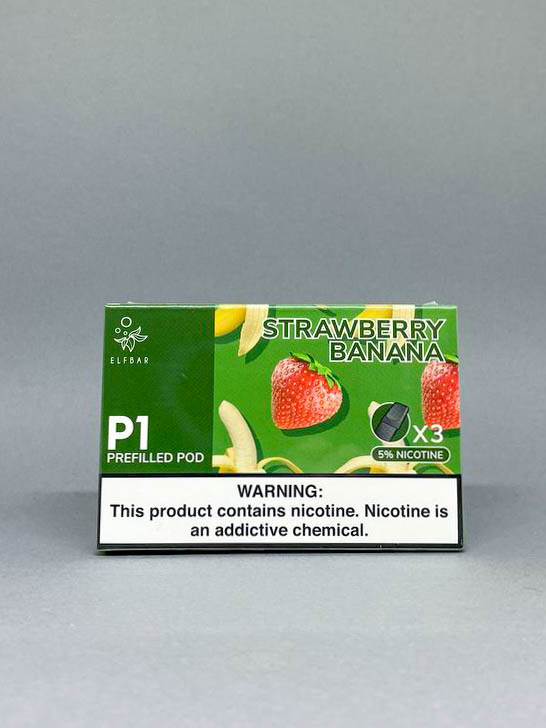 ELFBAR
STRAWBERRY
BANANA
P1
PREFILLED POD
X3
5% NICOTINE
WARNING:
This product contains nicotine. Nicotine is
an addictive chemical.